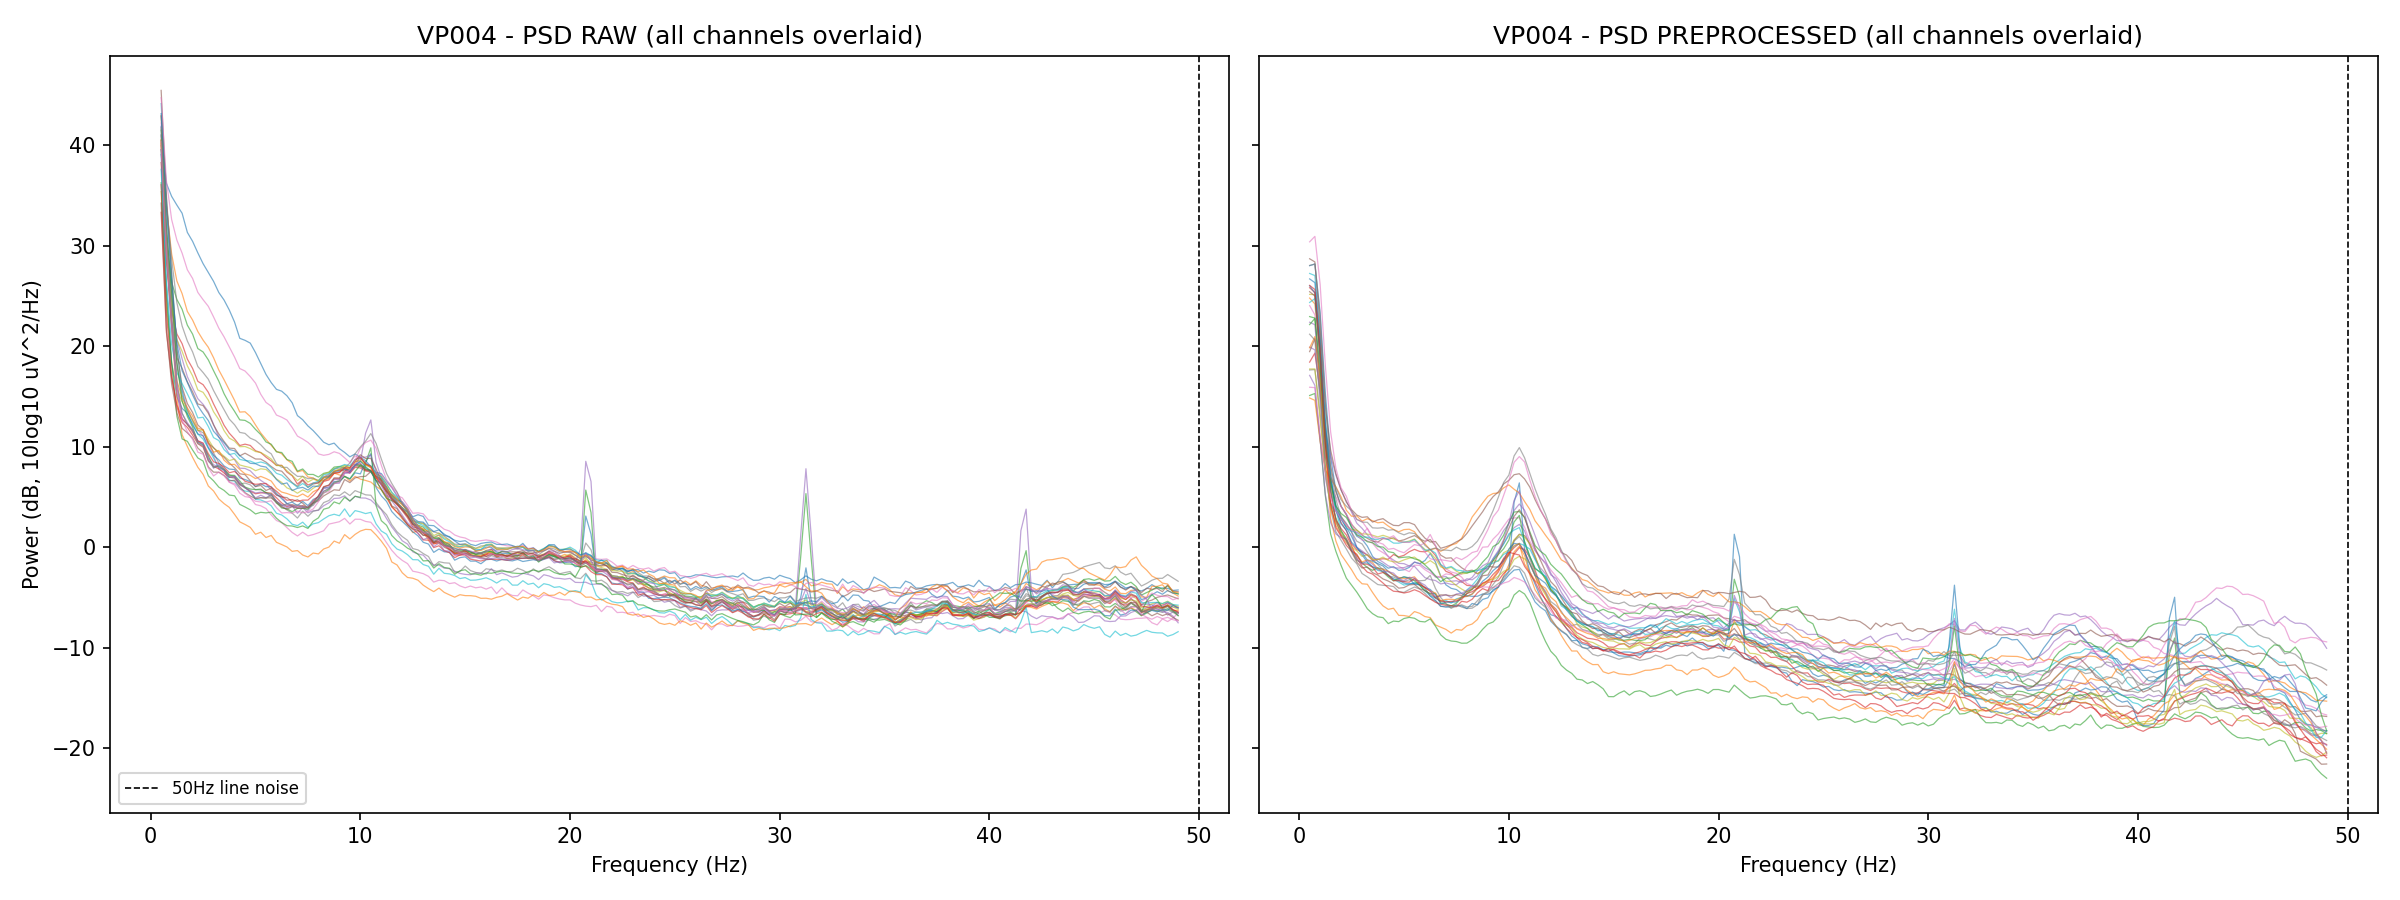 VP004 - PSD RAW (all channels overlaid)
VP004 - PSD PREPROCESSED (all channels overlaid)
Power (dB, 10log10 uV^2/Hz)
40
30
20
10
0
−10
−20
50Hz line noise
0 10 20 30 40 50
0 10 20 30 40 50
Frequency (Hz)
Frequency (Hz)